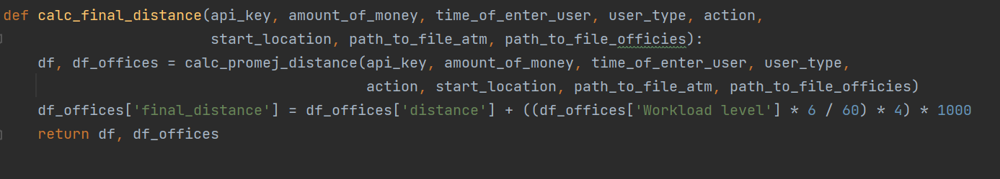 def calc_final_distance(api_key, amount_of_money, time_of_enter_user, user_type, action,
start_location, path_to_file_atm, path_to_file_officies):
df, df_offices = calc_promej_distance(api_key, amount_of_money, time_of_enter_user, user_type,
action, start_location, path_to_file_atm, path_to_file_officies)
df_offices['final_distance'] = df_offices['distance'] + ((df_offices['Workload level'] * 6 / 60) * 4) * 1000
return df, df_offices